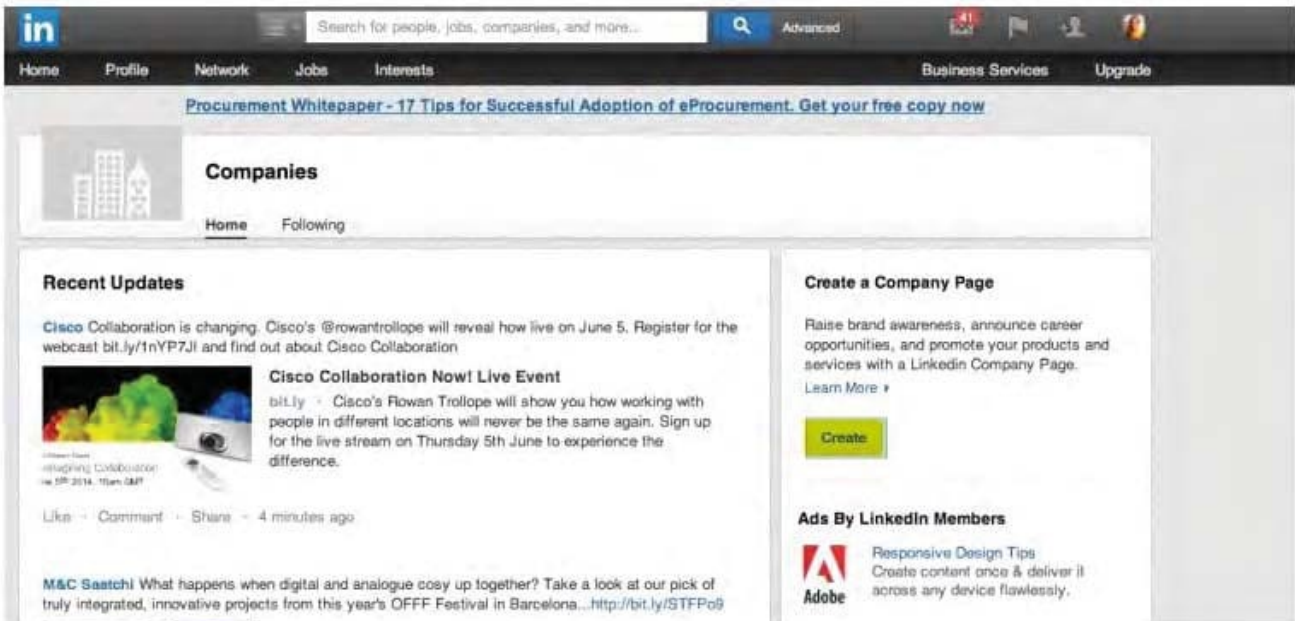 in
Search for people, jobs, companies, and more...
Advanced
41
Home Profile Network Jobs Interests Business Services Upgrade
Procurement Whitepaper - 17 Tips for Successful Adoption of eProcurement. Get your free copy now
Companies
Home Following
Recent Updates
Cisco Collaboration is changing. Cisco's @rowantrollope will reveal how live on June 5. Register for the
webcast bit.ly/1nYP7JI and find out about Cisco Collaboration
Cisco Collaboration Now! Live Event
bit.ly · Cisco's Rowan Trollope will show you how working with
people in different locations will never be the same again. Sign up
for the live stream on Thursday 5th June to experience the
difference.
Collaboration
5th 2014, 10am GMT
Like · Comment · Share · 4 minutes ago
M&C Saatchi What happens when digital and analogue cosy up together? Take a look at our pick of
truly integrated, innovative projects from this year's OFFF Festival in Barcelona...http://bit.ly/STFPo9
Create a Company Page
Raise brand awareness, announce career
opportunities, and promote your products and
services with a LinkedIn Company Page.
Learn More
Create
Ads By LinkedIn Members
Adobe
Responsive Design Tips
Create content once & deliver it
across any device flawlessly.